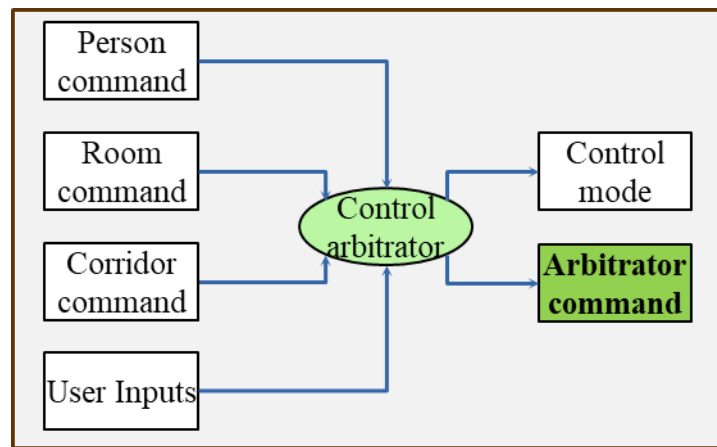 Person
command
Room
command
Corridor
command
User Inputs
Control
arbitrator
Control
mode
Arbitrator
command